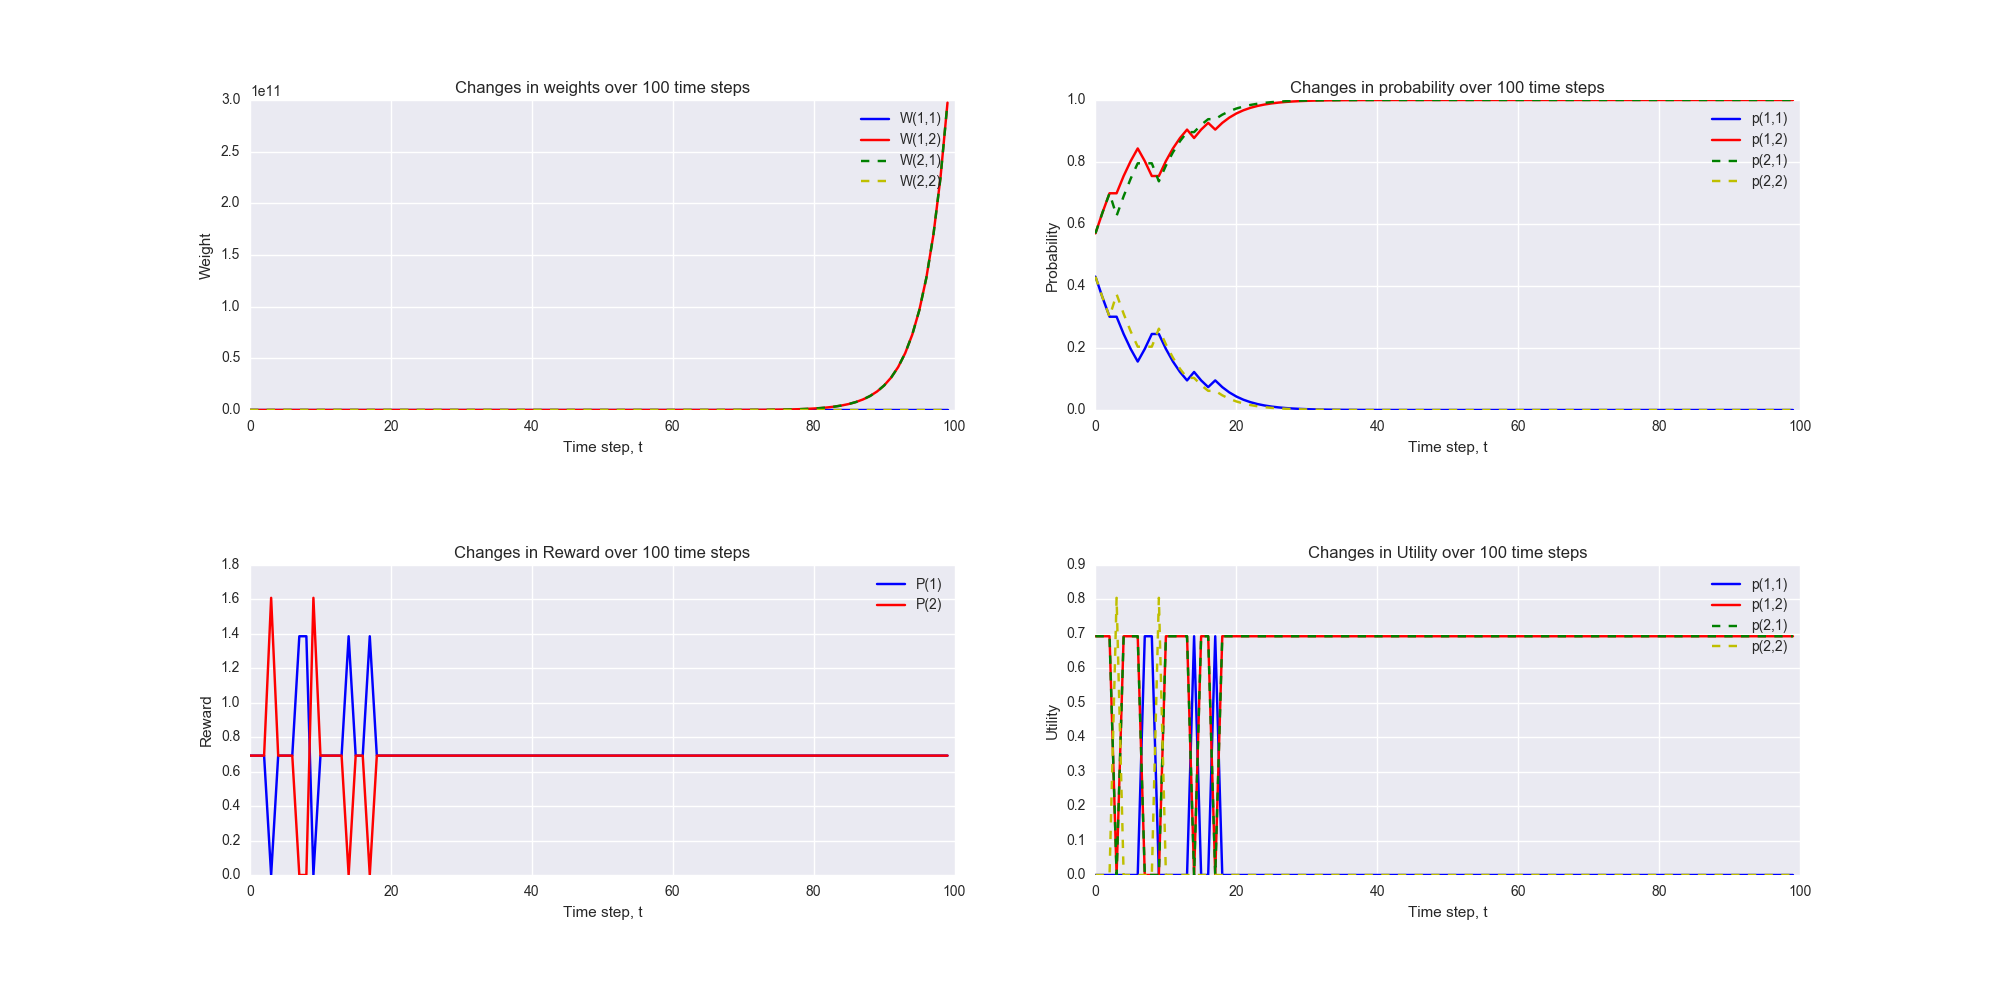 Changes in weights over 100 time steps
1e11
3.0
2.5
2.0
1.5
1.0
0.5
0.0
Weight
W(1,1)
W(1,2)
W(2,1)
W(2,2)
0 20 40 60 80 100
Time step, t
Changes in probability over 100 time steps
1.0
0.8
0.6
0.4
0.2
0.0
Probability
p(1,1)
p(1,2)
p(2,1)
p(2,2)
0 20 40 60 80 100
Time step, t
Changes in Reward over 100 time steps
1.8
1.6
1.4
1.2
1.0
0.8
0.6
0.4
0.2
0.0
Reward
P(1)
P(2)
0 20 40 60 80 100
Time step, t
Changes in Utility over 100 time steps
0.9
0.8
0.7
0.6
0.5
0.4
0.3
0.2
0.1
0.0
Utility
p(1,1)
p(1,2)
p(2,1)
p(2,2)
0 20 40 60 80 100
Time step, t